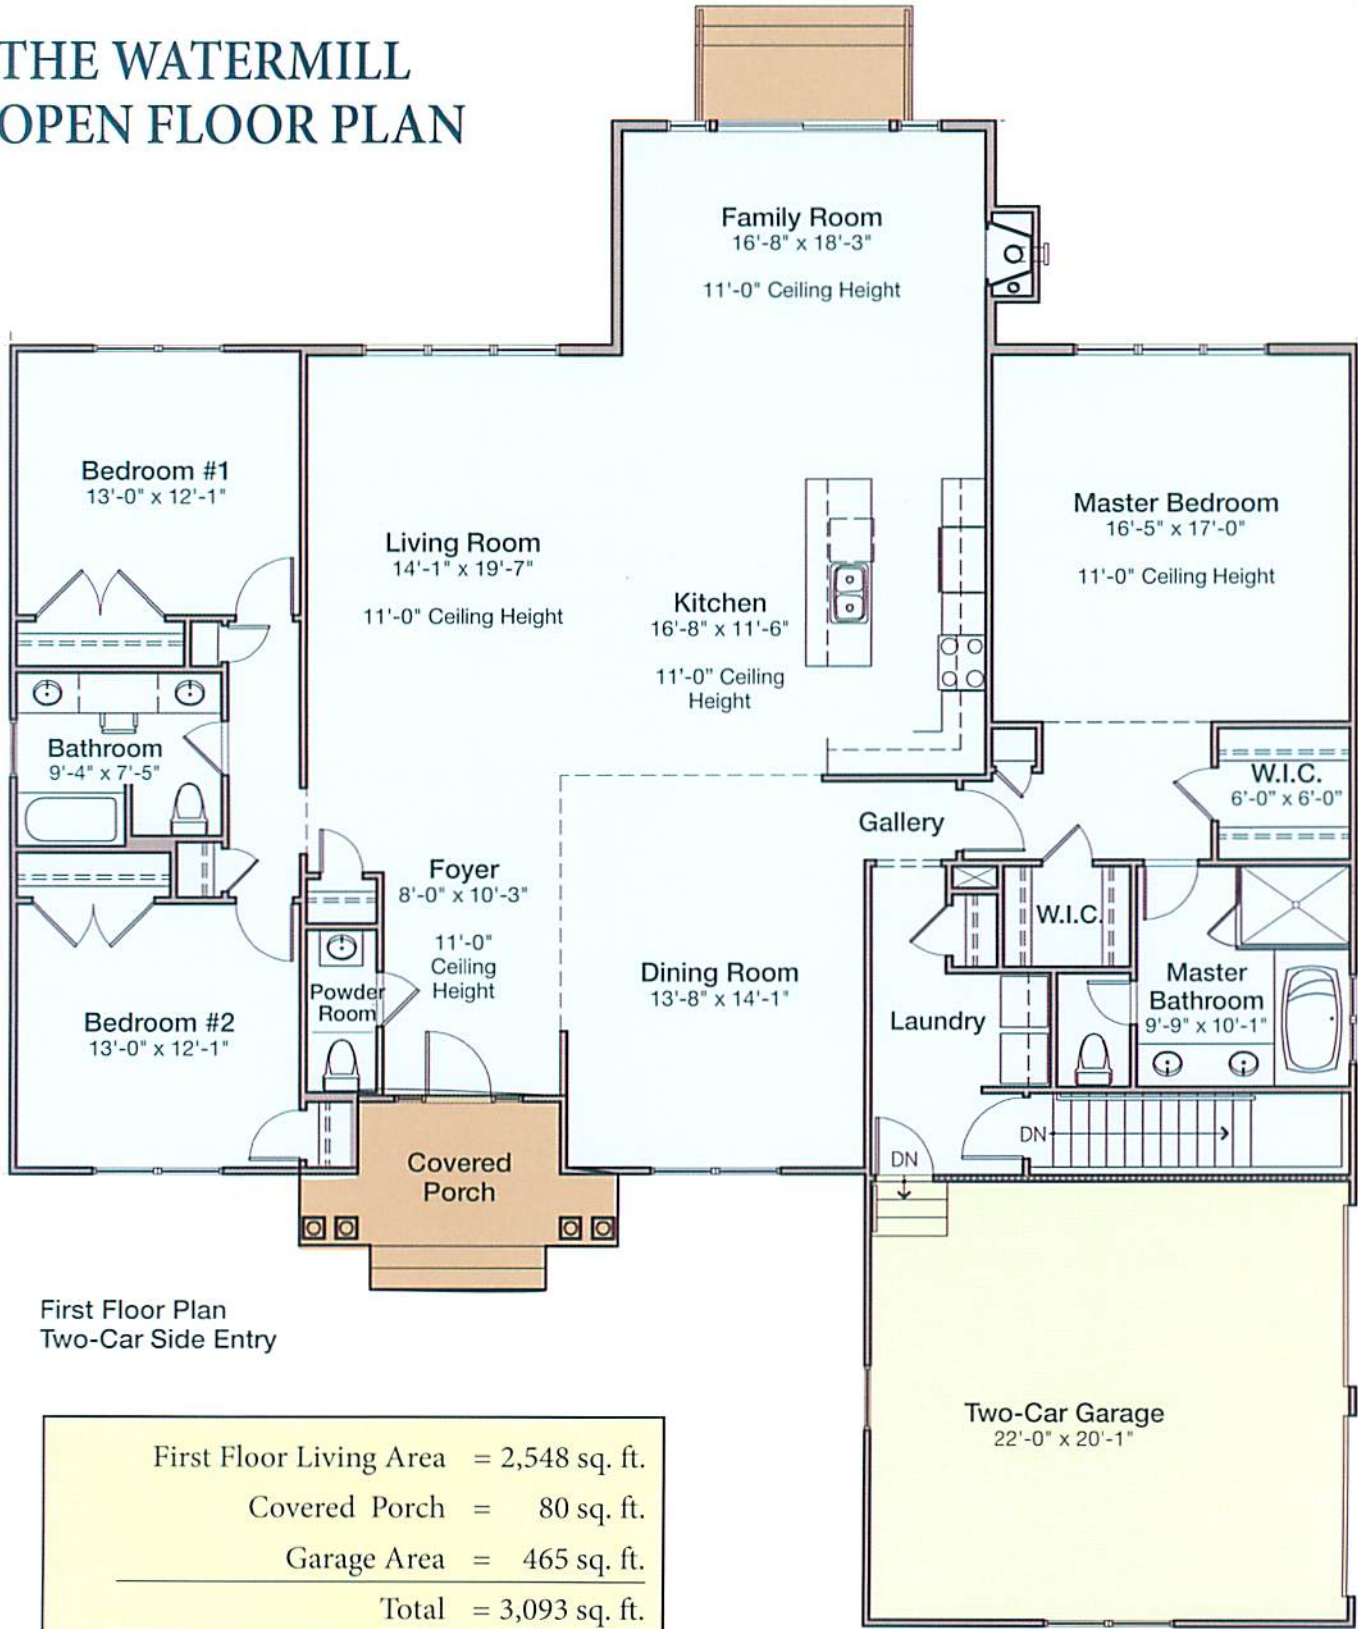 THE WATERMILL
OPEN FLOOR PLAN
Family Room
16'-8" x 18'-3"
11'-0" Ceiling Height
Bedroom #1
13'-0" x 12'-1"
Living Room
14'-1" x 19'-7"
11'-0" Ceiling Height
Kitchen
16'-8" x 11'-6"
11'-0" Ceiling
Height
Master Bedroom
16'-5" x 17'-0"
11'-0" Ceiling Height
Bathroom
9'-4" x 7'-5"
W.I.C.
6'-0" x 6'-0"
Gallery
Foyer
8'-0" x 10'-3"
11'-0"
Ceiling
Height
W.I.C.
Dining Room
13'-8" x 14'-1"
Master
Bathroom
9'-9" x 10'-1"
Powder
Room
Laundry
Bedroom #2
13'-0" x 12'-1"
DN
DN
Covered
Porch
First Floor Plan
Two-Car Side Entry
Two-Car Garage
22'-0" x 20'-1"
First Floor Living Area = 2,548 sq. ft.
Covered Porch = 80 sq. ft.
Garage Area = 465 sq. ft.
Total = 3,093 sq. ft.